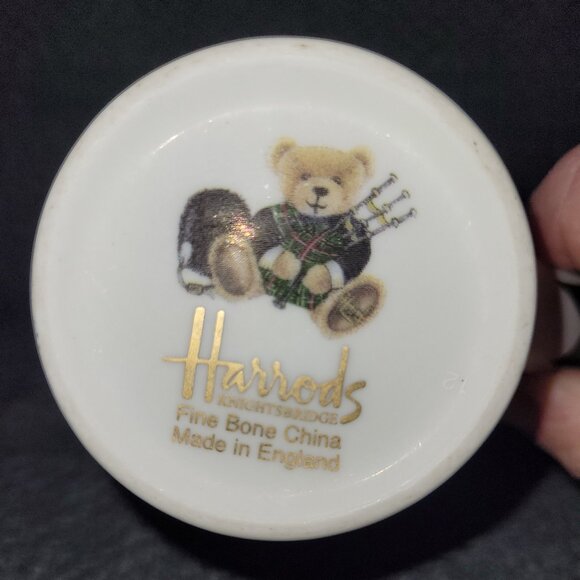 Harrods
KNIGHTSBRIDGE
Fine Bone China
Made in England